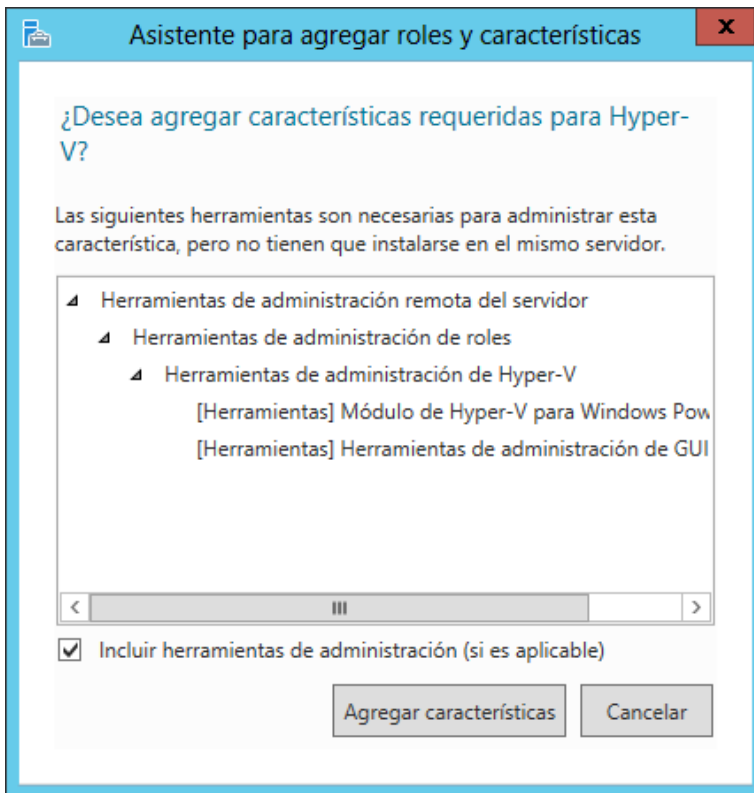 Asistente para agregar roles y características
x
¿Desea agregar características requeridas para Hyper-
V?
Las siguientes herramientas son necesarias para administrar esta
característica, pero no tienen que instalarse en el mismo servidor.
Herramientas de administración remota del servidor
Herramientas de administración de roles
Herramientas de administración de Hyper-V
[Herramientas] Módulo de Hyper-V para Windows Pow
[Herramientas] Herramientas de administración de GUI
Incluir herramientas de administración (si es aplicable)
Agregar características Cancelar